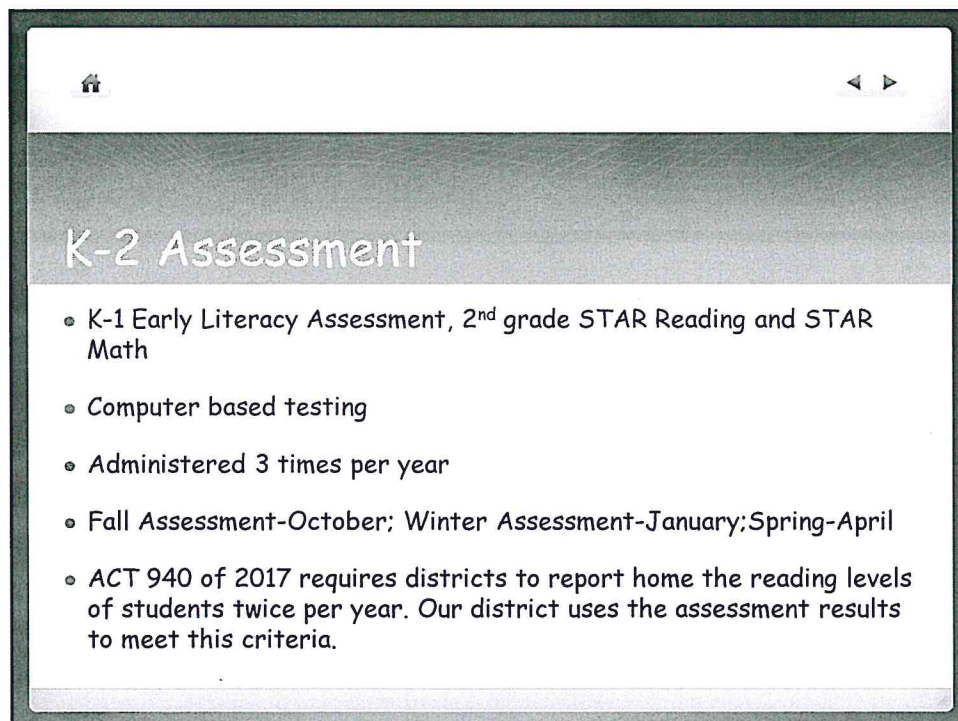 K-2 Assessment
• K-1 Early Literacy Assessment, 2nd grade STAR Reading and STAR
Math
• Computer based testing
• Administered 3 times per year
• Fall Assessment-October; Winter Assessment-January;Spring-April
• ACT 940 of 2017 requires districts to report home the reading levels
of students twice per year. Our district uses the assessment results
to meet this criteria.